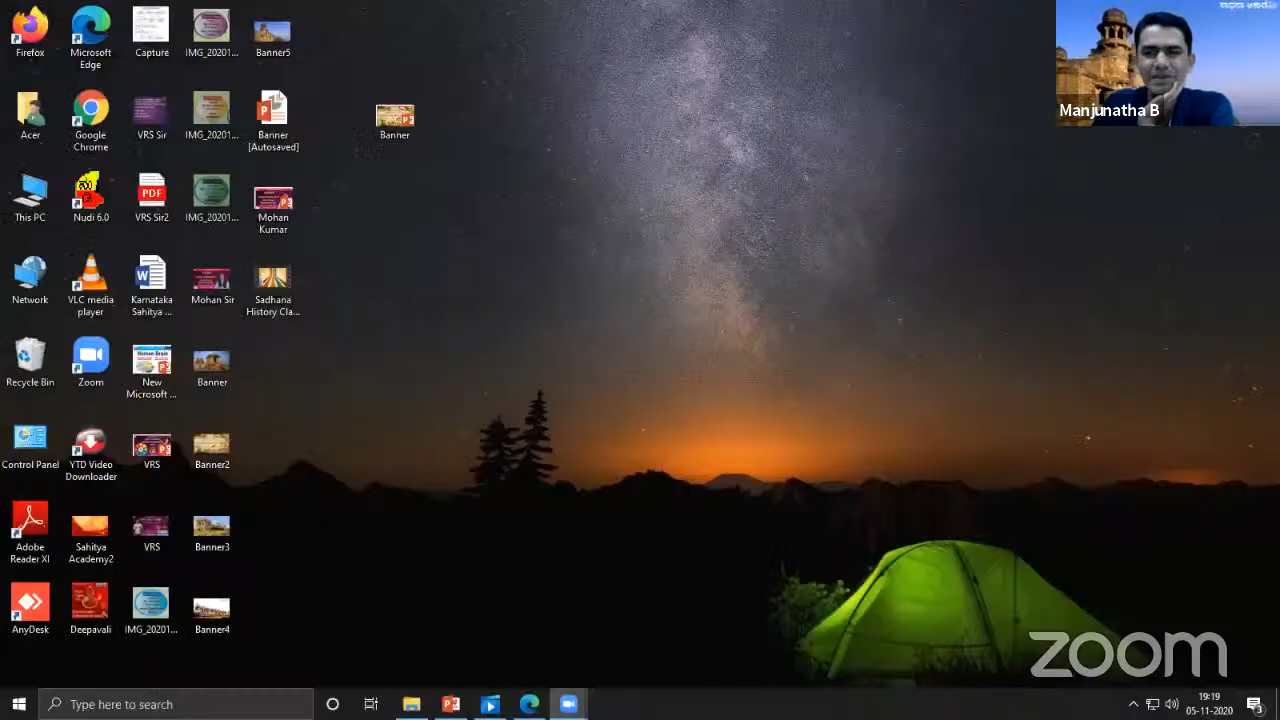 Firefox
Microsoft
Edge
Capture
IMG_20201...
Banner5
Acer
Google
Chrome
VRS Sir
IMG_20201...
Banner
[Autosaved]
Banner
This PC
Nudi 6.0
PDF
VRS Sir2
IMG_20201...
Mohan
Kumar
Network
VLC media
player
Karnataka
Sahitya ...
Mohan Sir
Sadhana
History Cla...
Recycle Bin
Zoom
Human Brain
New
Microsoft ...
Banner
Control Panel
YTD Video
Downloader
VRS
Banner2
Adobe
Reader XI
Sahitya
Academy2
VRS
Banner3
AnyDesk
Deepavali
IMG_20201...
Banner4
Manjunatha B
zoom
Type here to search
19:19
05-11-2020